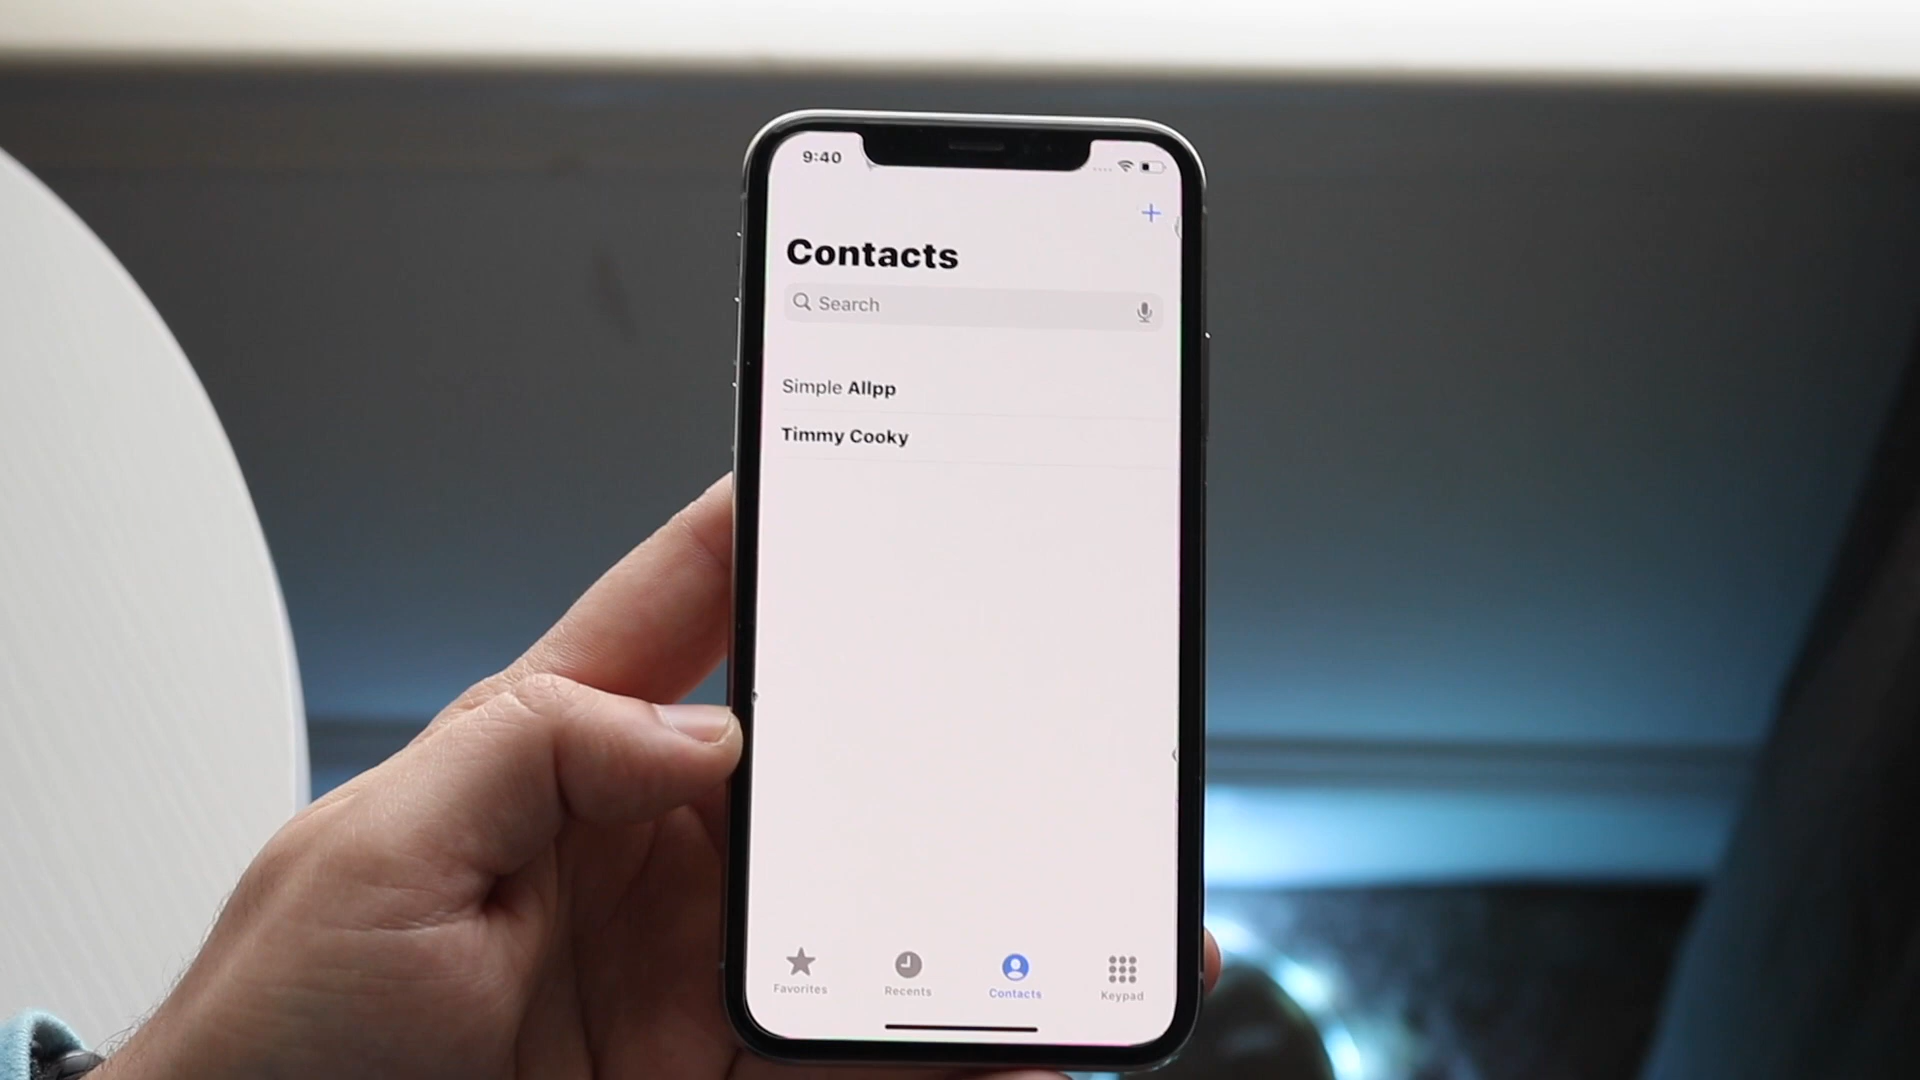 9:40
Contacts
Search
Simple Allpp
Timmy Cooky
Favorites
Recents
Contacts
Keypad